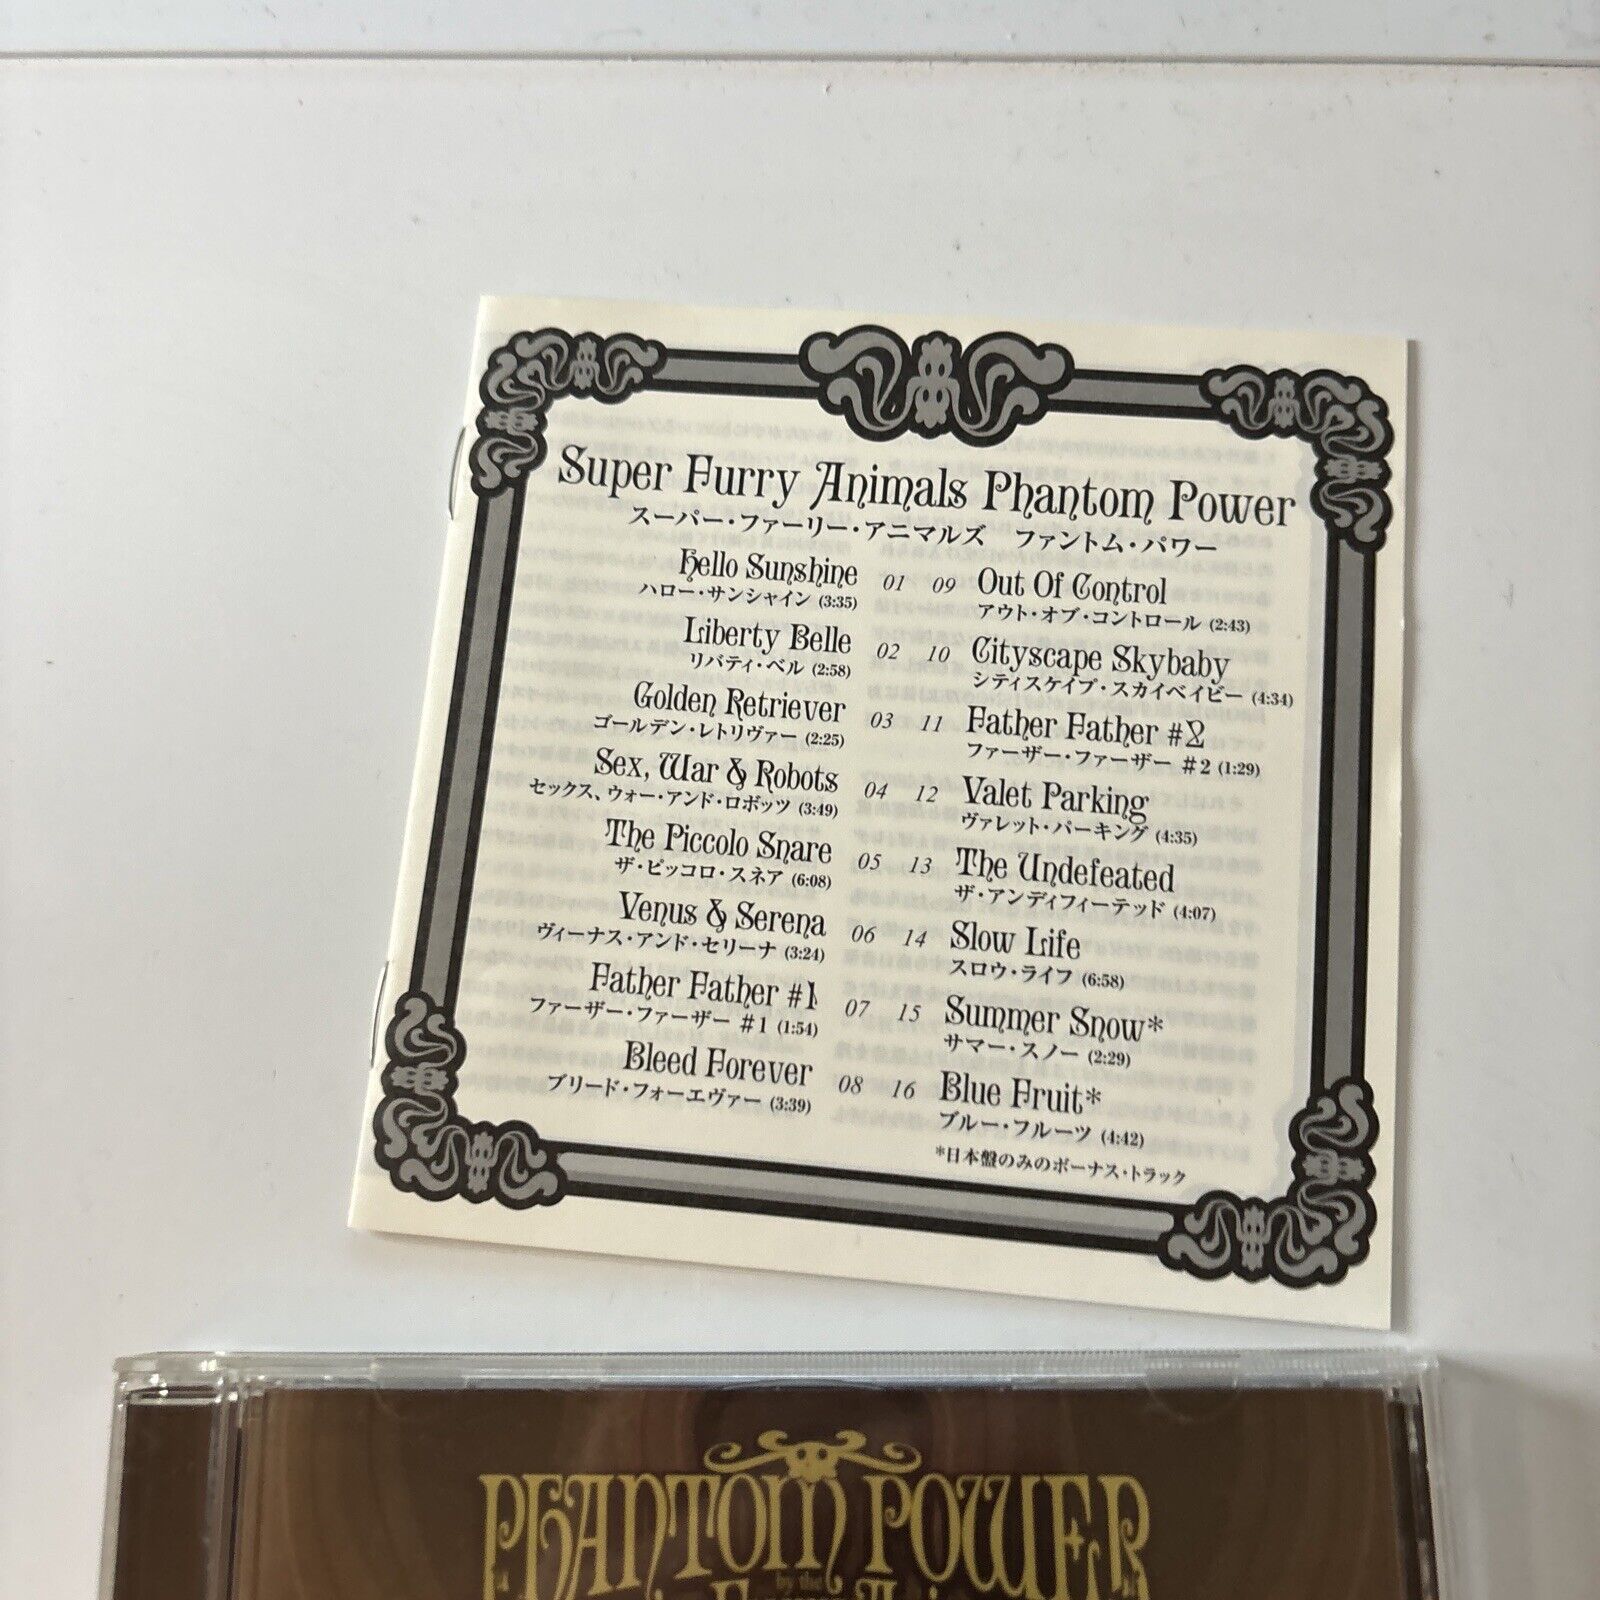 Super Furry Animals Phantom Power
スーパー・ファーリー・アニマルズ　ファントム・パワー
Hello Sunshine 01
ハロー・サンシャイン (3:35)
Liberty Belle 02
リバティ・ベル (2:58)
Golden Retriever 03
ゴールデン・レトリヴァー (2:25)
Sex, War & Robots 04
セックス、ウォー・アンド・ロボッツ (3:49)
The Piccolo Snare 05
ザ・ピッコロ・スネア (6:08)
Venus & Serena 06
ヴィーナス・アンド・セリーナ (3:24)
Father Father #1 07
ファーザー・ファーザー #1 (1:54)
Bleed Forever 08
ブリード・フォーエヴァー (3:39)
09 Out Of Control
アウト・オブ・コントロール (2:43)
10 Cityscape Skybaby
シティスケイプ・スカイベイビー (4:34)
11 Father Father #2
ファーザー・ファーザー #2 (1:29)
12 Valet Parking
ヴァレット・パーキング (4:35)
13 The Undefeated
ザ・アンディフィーテッド (4:07)
14 Slow Life
スロウ・ライフ (6:58)
15 Summer Snow*
サマー・スノー (2:29)
16 Blue Fruit*
ブルー・フルーツ (4:42)
*日本盤のみのボーナス・トラック
PHANTOM POWER
by the